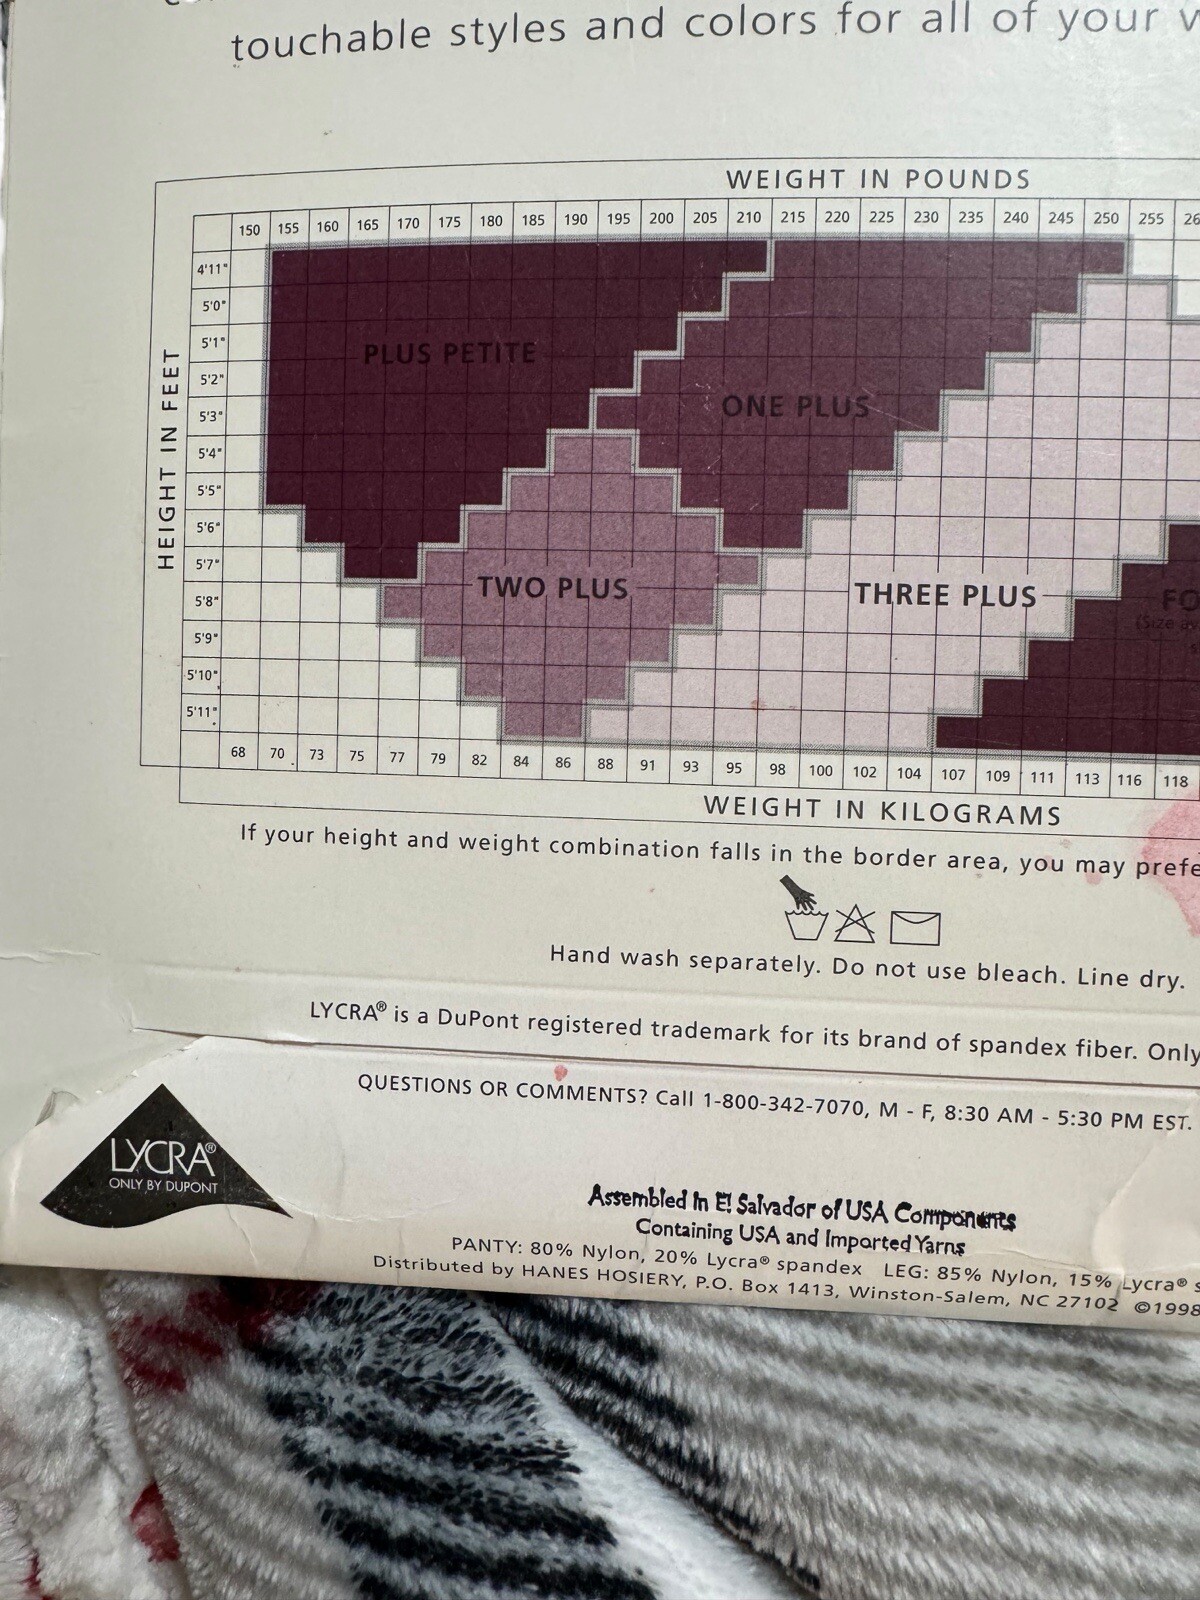 touchable styles and colors for all of your
WEIGHT IN POUNDS
150 155 160 165 170 175 180 185 190 195 200 205 210 215 220 225 230 235 240 245 250 255
HEIGHT IN FEET
4'11"
5'0"
5'1"
5'2"
5'3"
5'4"
5'5"
5'6"
5'7"
5'8"
5'9"
5'10"
5'11"
PLUS PETITE
ONE PLUS
TWO PLUS
THREE PLUS
FO
(Size
68 70 73 75 77 79 82 84 86 88 91 93 95 98 100 102 104 107 109 111 113 116 118
WEIGHT IN KILOGRAMS
If your height and weight combination falls in the border area, you may prefe
Hand wash separately. Do not use bleach. Line dry.
LYCRA® is a DuPont registered trademark for its brand of spandex fiber. Only
QUESTIONS OR COMMENTS? Call 1-800-342-7070, M - F, 8:30 AM - 5:30 PM EST.
LYCRA®
ONLY BY DUPONT
Assembled in El Salvador of USA Components
Containing USA and Imported Yarns
PANTY: 80% Nylon, 20% Lycra® spandex LEG: 85% Nylon, 15% Lycra® s
Distributed by HANES HOSIERY, P.O. Box 1413, Winston-Salem, NC 27102 ©1998